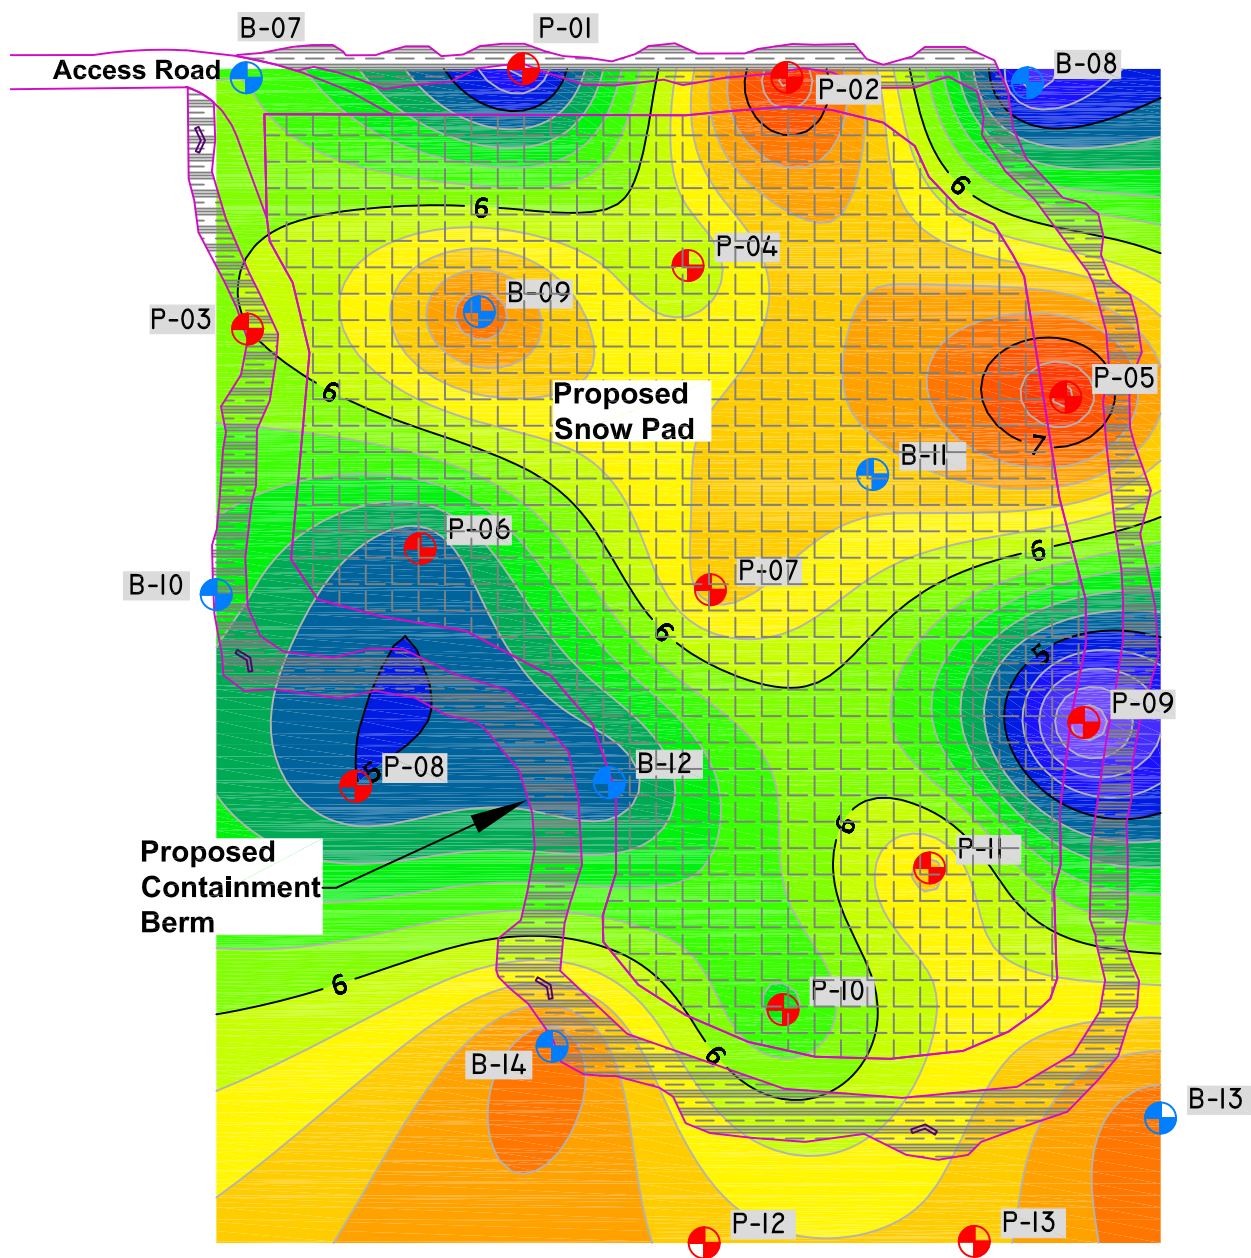 B-07
P-01
Access Road
B-08
P-02
6
6
P-04
B-09
P-03
6
Proposed
Snow Pad
P-05
7
B-11
P-06
6
B-10
P-07
6
5
P-09
P-08
5
B-12
6
P-11
Proposed
Containment
Berm
6
P-10
6
B-14
B-13
P-12
P-13